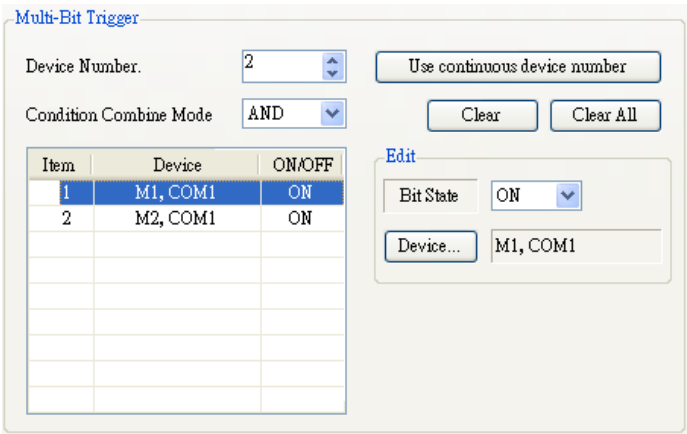 Multi-Bit Trigger
Device Number. 2 Use continuous device number
Condition Combine Mode AND Clear Clear All
Item Device ON/OFF
1 M1, COM1 ON
2 M2, COM1 ON
Edit
Bit State ON
Device... M1, COM1